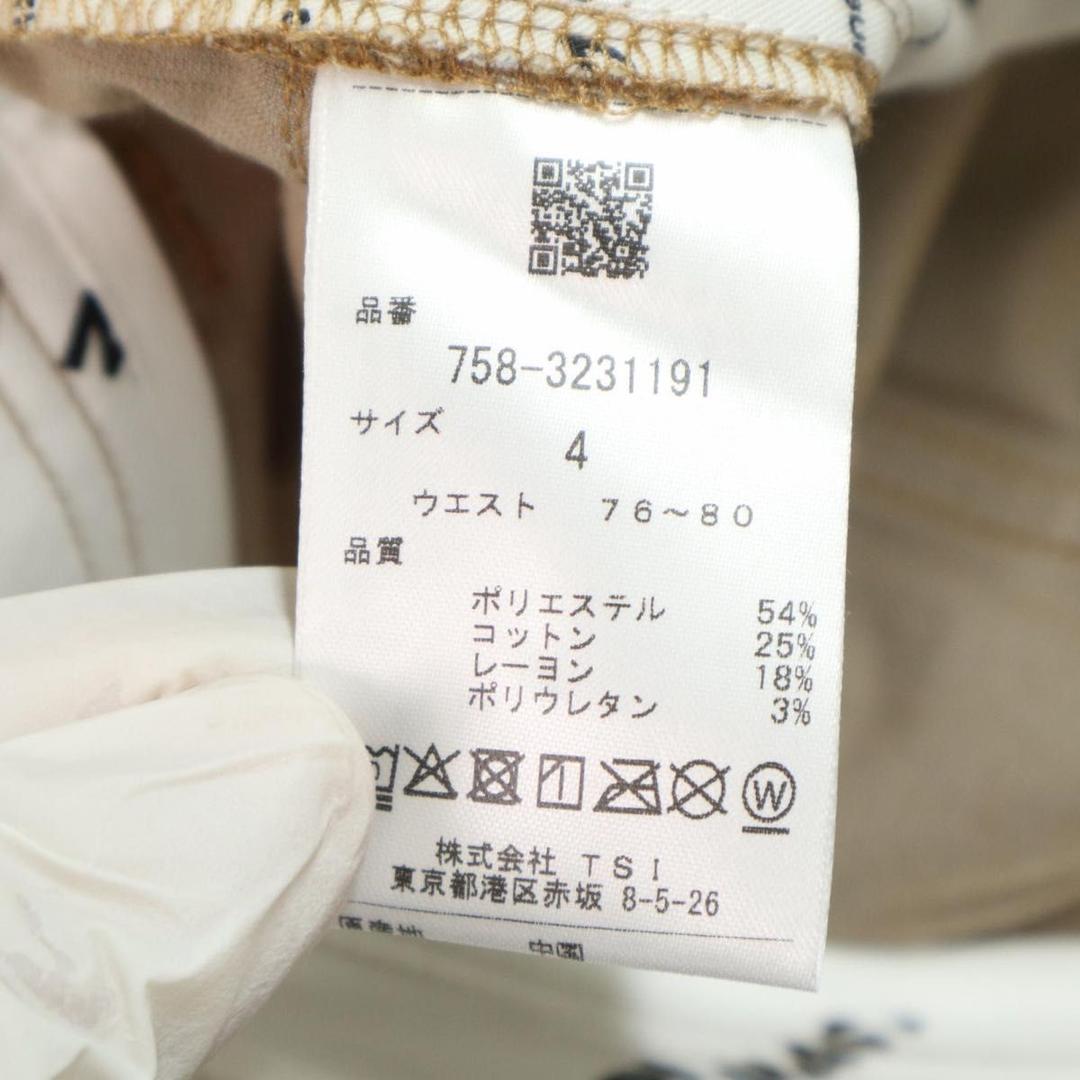 品番
758-3231191
サイズ
4
ウエスト 76~80
品質
ポリエステル 54%
コットン 25%
レーヨン 18%
ポリウレタン 3%
W
株式会社 TSI
東京都港区赤坂 8-5-26
中国